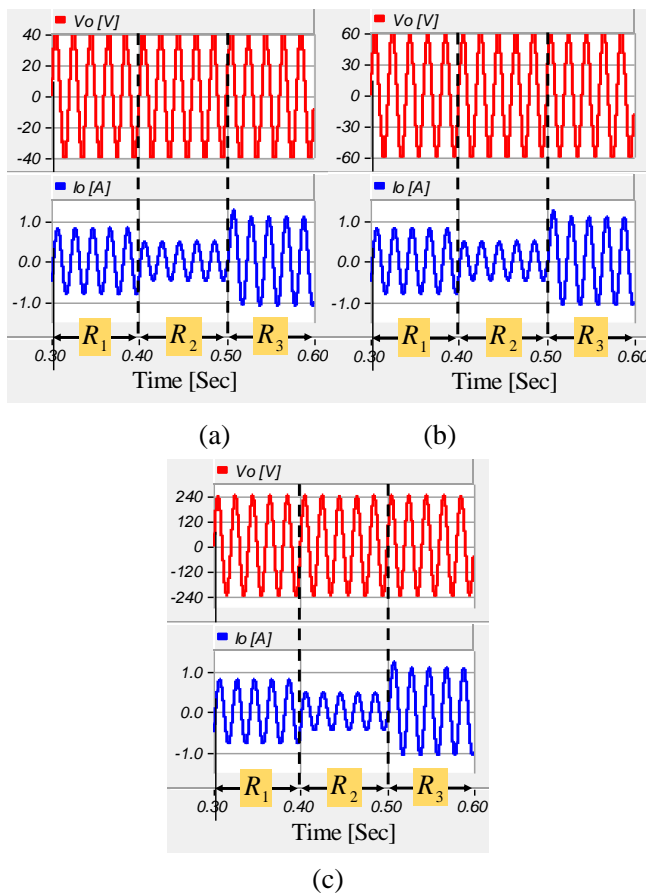 Vo [V]
40
20
0
-20
-40
Io [A]
1.0
0.0
-1.0
R1 R2 R3
0.30 0.40 0.50 0.60
Time [Sec]
(a)
Vo [V]
60
30
0
-30
-60
Io [A]
1.0
0.0
-1.0
R1 R2 R3
0.30 0.40 0.50 0.60
Time [Sec]
(b)
Vo [V]
240
120
0
-120
-240
Io [A]
1.0
0.0
-1.0
R1 R2 R3
0.30 0.40 0.50 0.60
Time [Sec]
(c)